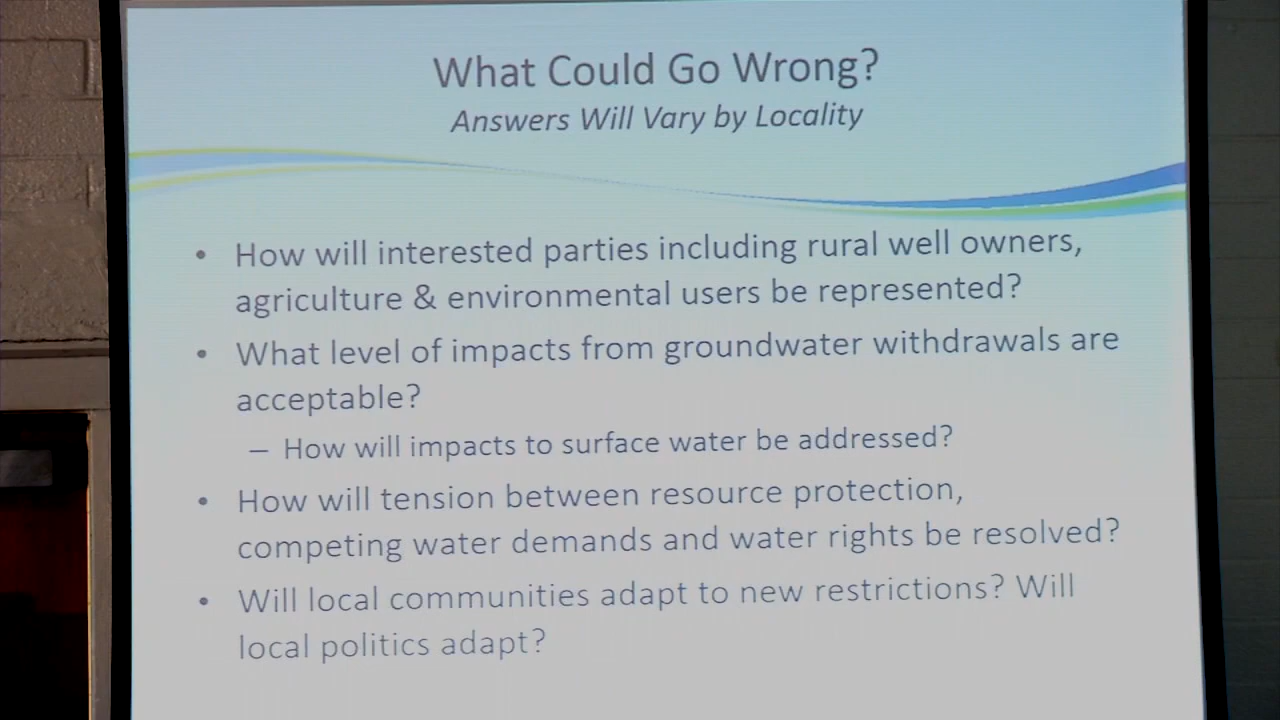 What Could Go Wrong?
Answers Will Vary by Locality
• How will interested parties including rural well owners,
agriculture & environmental users be represented?
• What level of impacts from groundwater withdrawals are
acceptable?
– How will impacts to surface water be addressed?
• How will tension between resource protection,
competing water demands and water rights be resolved?
• Will local communities adapt to new restrictions? Will
local politics adapt?